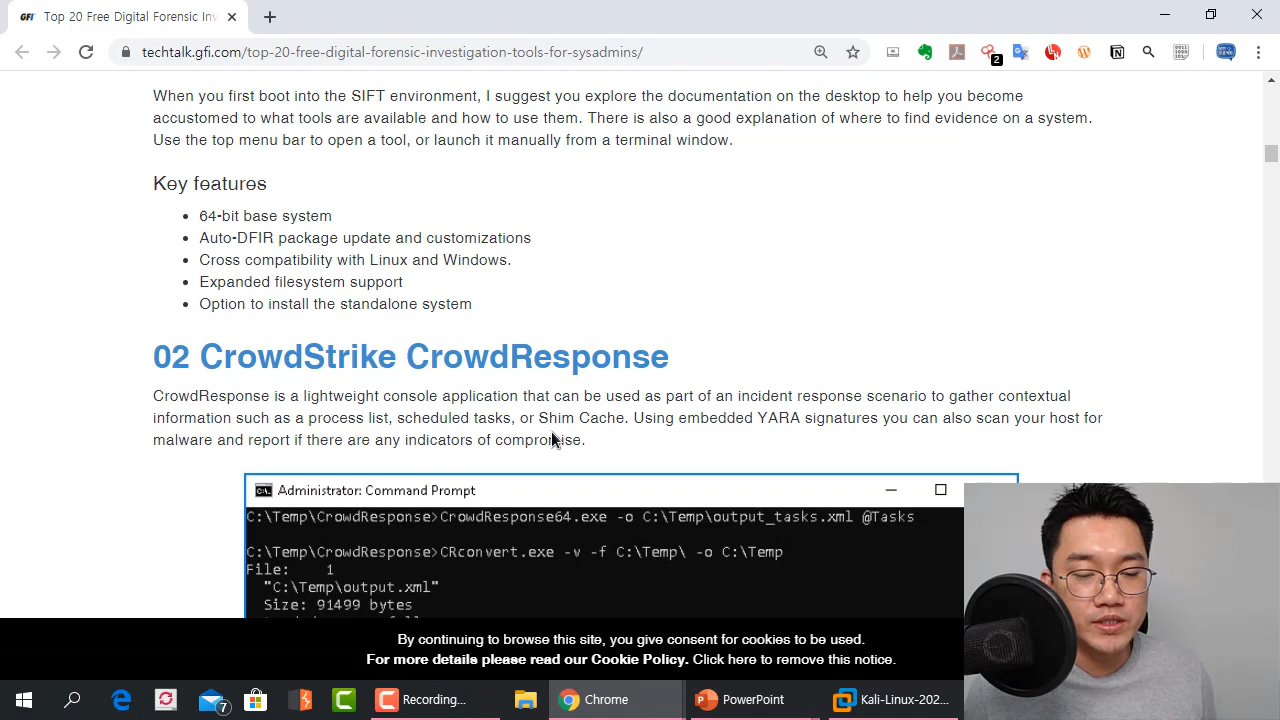 GFI Top 20 Free Digital Forensic Inv
techtalk.gfi.com/top-20-free-digital-forensic-investigation-tools-for-sysadmins/
2
When you first boot into the SIFT environment, I suggest you explore the documentation on the desktop to help you become
accustomed to what tools are available and how to use them. There is also a good explanation of where to find evidence on a system.
Use the top menu bar to open a tool, or launch it manually from a terminal window.
Key features
• 64-bit base system
• Auto-DFIR package update and customizations
• Cross compatibility with Linux and Windows.
• Expanded filesystem support
• Option to install the standalone system
02 CrowdStrike CrowdResponse
CrowdResponse is a lightweight console application that can be used as part of an incident response scenario to gather contextual
information such as a process list, scheduled tasks, or Shim Cache. Using embedded YARA signatures you can also scan your host for
malware and report if there are any indicators of compromise.
Administrator: Command Prompt
C:\Temp\CrowdResponse>CrowdResponse64.exe -o C:\Temp\output_tasks.xml @Tasks
C:\Temp\CrowdResponse>CRconvert.exe -v -f C:\Temp\ -o C:\Temp
File: 1
"C:\Temp\output.xml"
Size: 91499 bytes
By continuing to browse this site, you give consent for cookies to be used.
For more details please read our Cookie Policy. Click here to remove this notice.
7
Recording...
Chrome
PowerPoint
Kali-Linux-202...